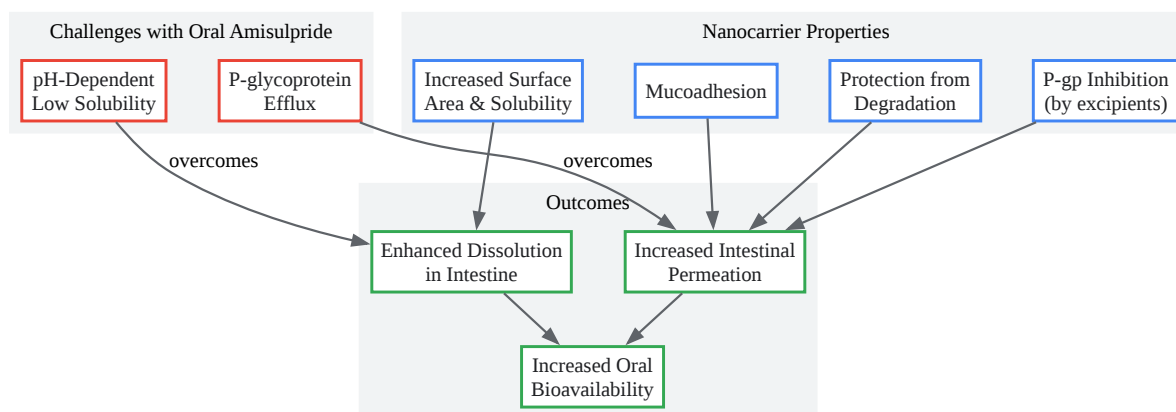 Challenges with Oral Amisulpride
Nanocarrier Properties
pH-Dependent
Low Solubility
P-glycoprotein
Efflux
Increased Surface
Area & Solubility
Mucoadhesion
Protection from
Degradation
P-gp Inhibition
(by excipients)
overcomes
overcomes
Outcomes
Enhanced Dissolution
in Intestine
Increased Intestinal
Permeation
Increased Oral
Bioavailability